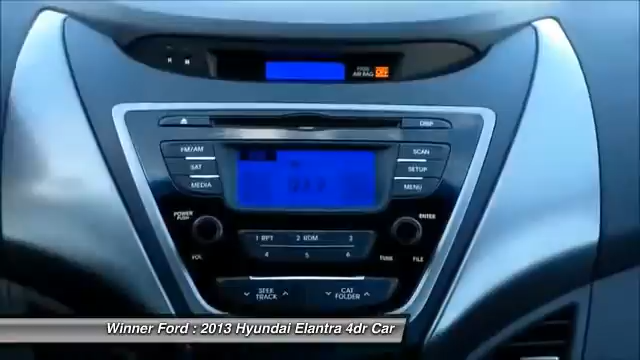 AIR BAG OFF
DISP
FM/AM
SCAN
SAT
SETUP
MEDIA
MENU
POWER
PUSH
ENTER
1 RPT 2 RDM 3
VOL
4 5 6
TUNE FILE
SEEK
TRACK
CAT
FOLDER
Winner Ford : 2013 Hyundai Elantra 4dr Car